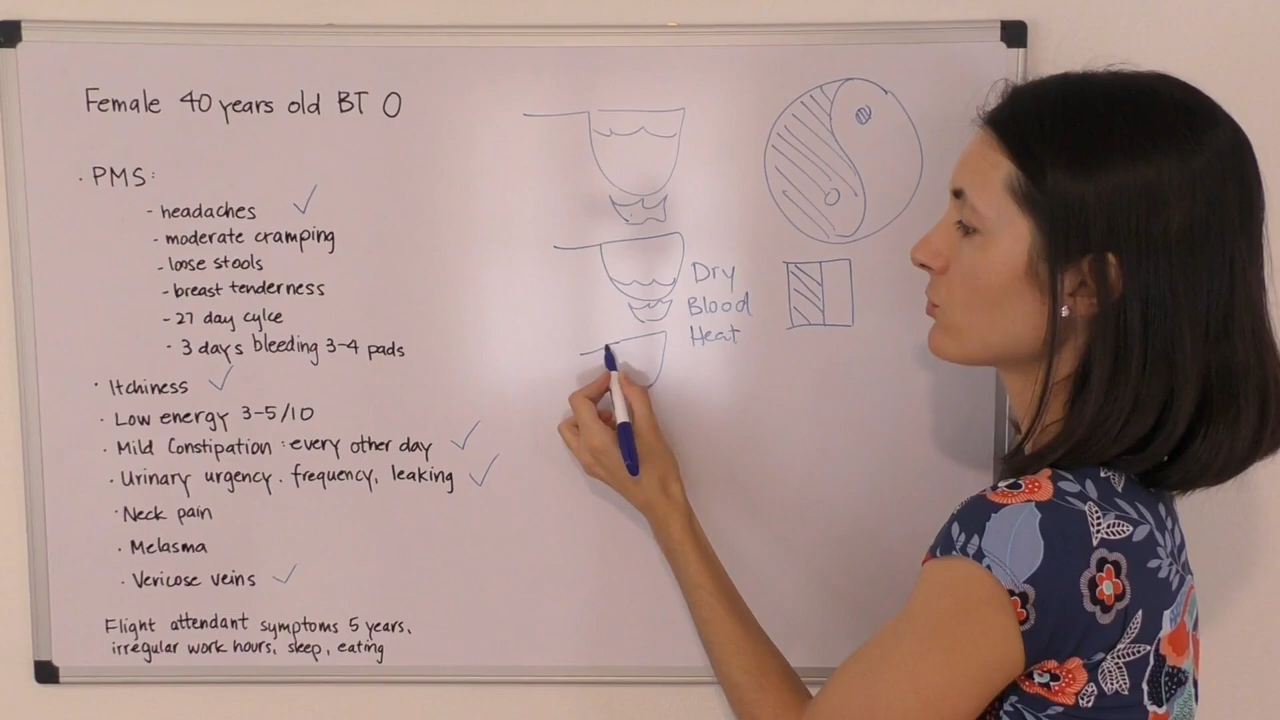 Female 40 years old BT O
· PMS:
- headaches
- moderate cramping
- loose stools
- breast tenderness
- 27 day cylce
- 3 days bleeding 3-4 pads
· Itchiness
· Low energy 3-5/10
· Mild Constipation : every other day
· Urinary urgency. frequency, leaking
· Neck pain
· Melasma
· Vericose veins
Flight attendant symptoms 5 years,
irregular work hours, sleep, eating
Dry
Blood
Heat